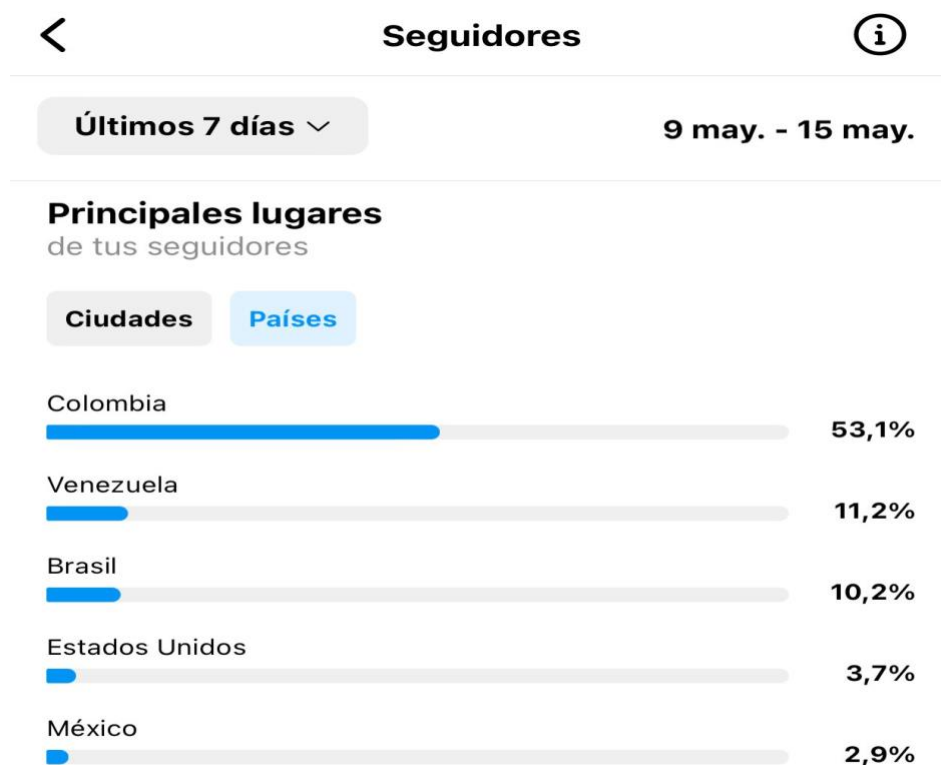 Seguidores
Últimos 7 días
9 may. - 15 may.
Principales lugares
de tus seguidores
Ciudades Países
Colombia
53,1%
Venezuela
11,2%
Brasil
10,2%
Estados Unidos
3,7%
México
2,9%